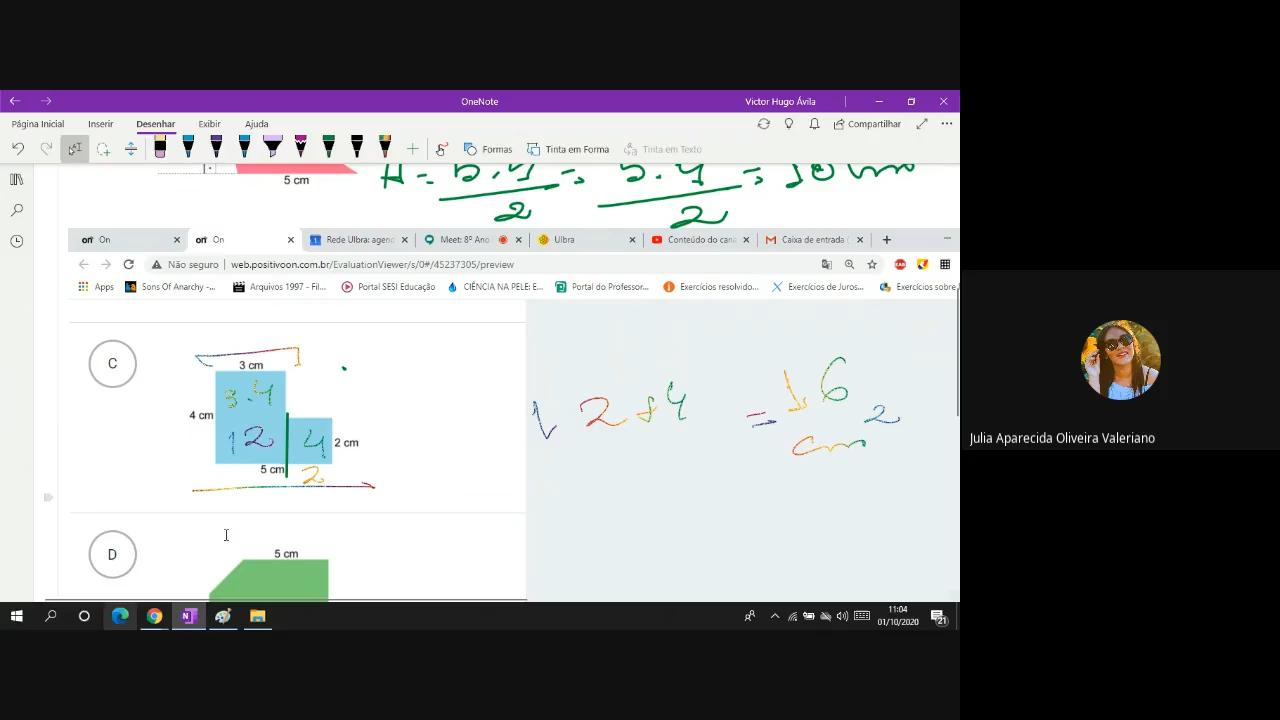 OneNote
Victor Hugo Ávila
Página Inicial Inserir Desenhar Exibir Ajuda
Compartilhar
Formas Tinta em Forma Tinta em Texto
5 cm
2 2
On On Rede Ulbra: agen Meet: 8º Ano Ulbra Conteúdo do cana Caixa de entrada (
Não seguro | web.positivoon.com.br/EvaluationViewer/s/0#/45237305/preview
Apps Sons Of Anarchy -... Arquivos 1997 - Fil... Portal SESI Educação CIÊNCIA NA PELE: E... Portal do Professor... Exercícios resolvido... Exercícios de Juros... Exercícios sobre
C
3 cm
3.4
4 cm
12 4 2 cm
5 cm 2
= 16
cm 2
D
5 cm
Julia Aparecida Oliveira Valeriano
11:04
01/10/2020
21